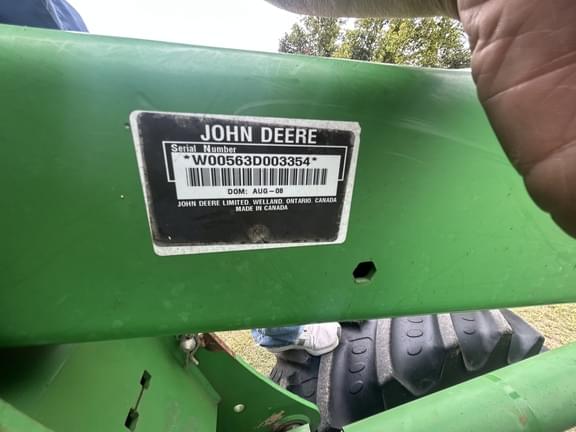 JOHN DEERE
Serial Number
*W00563D003354*
DOM: AUG-08
JOHN DEERE LIMITED. WELLAND. ONTARIO. CANADA
MADE IN CANADA